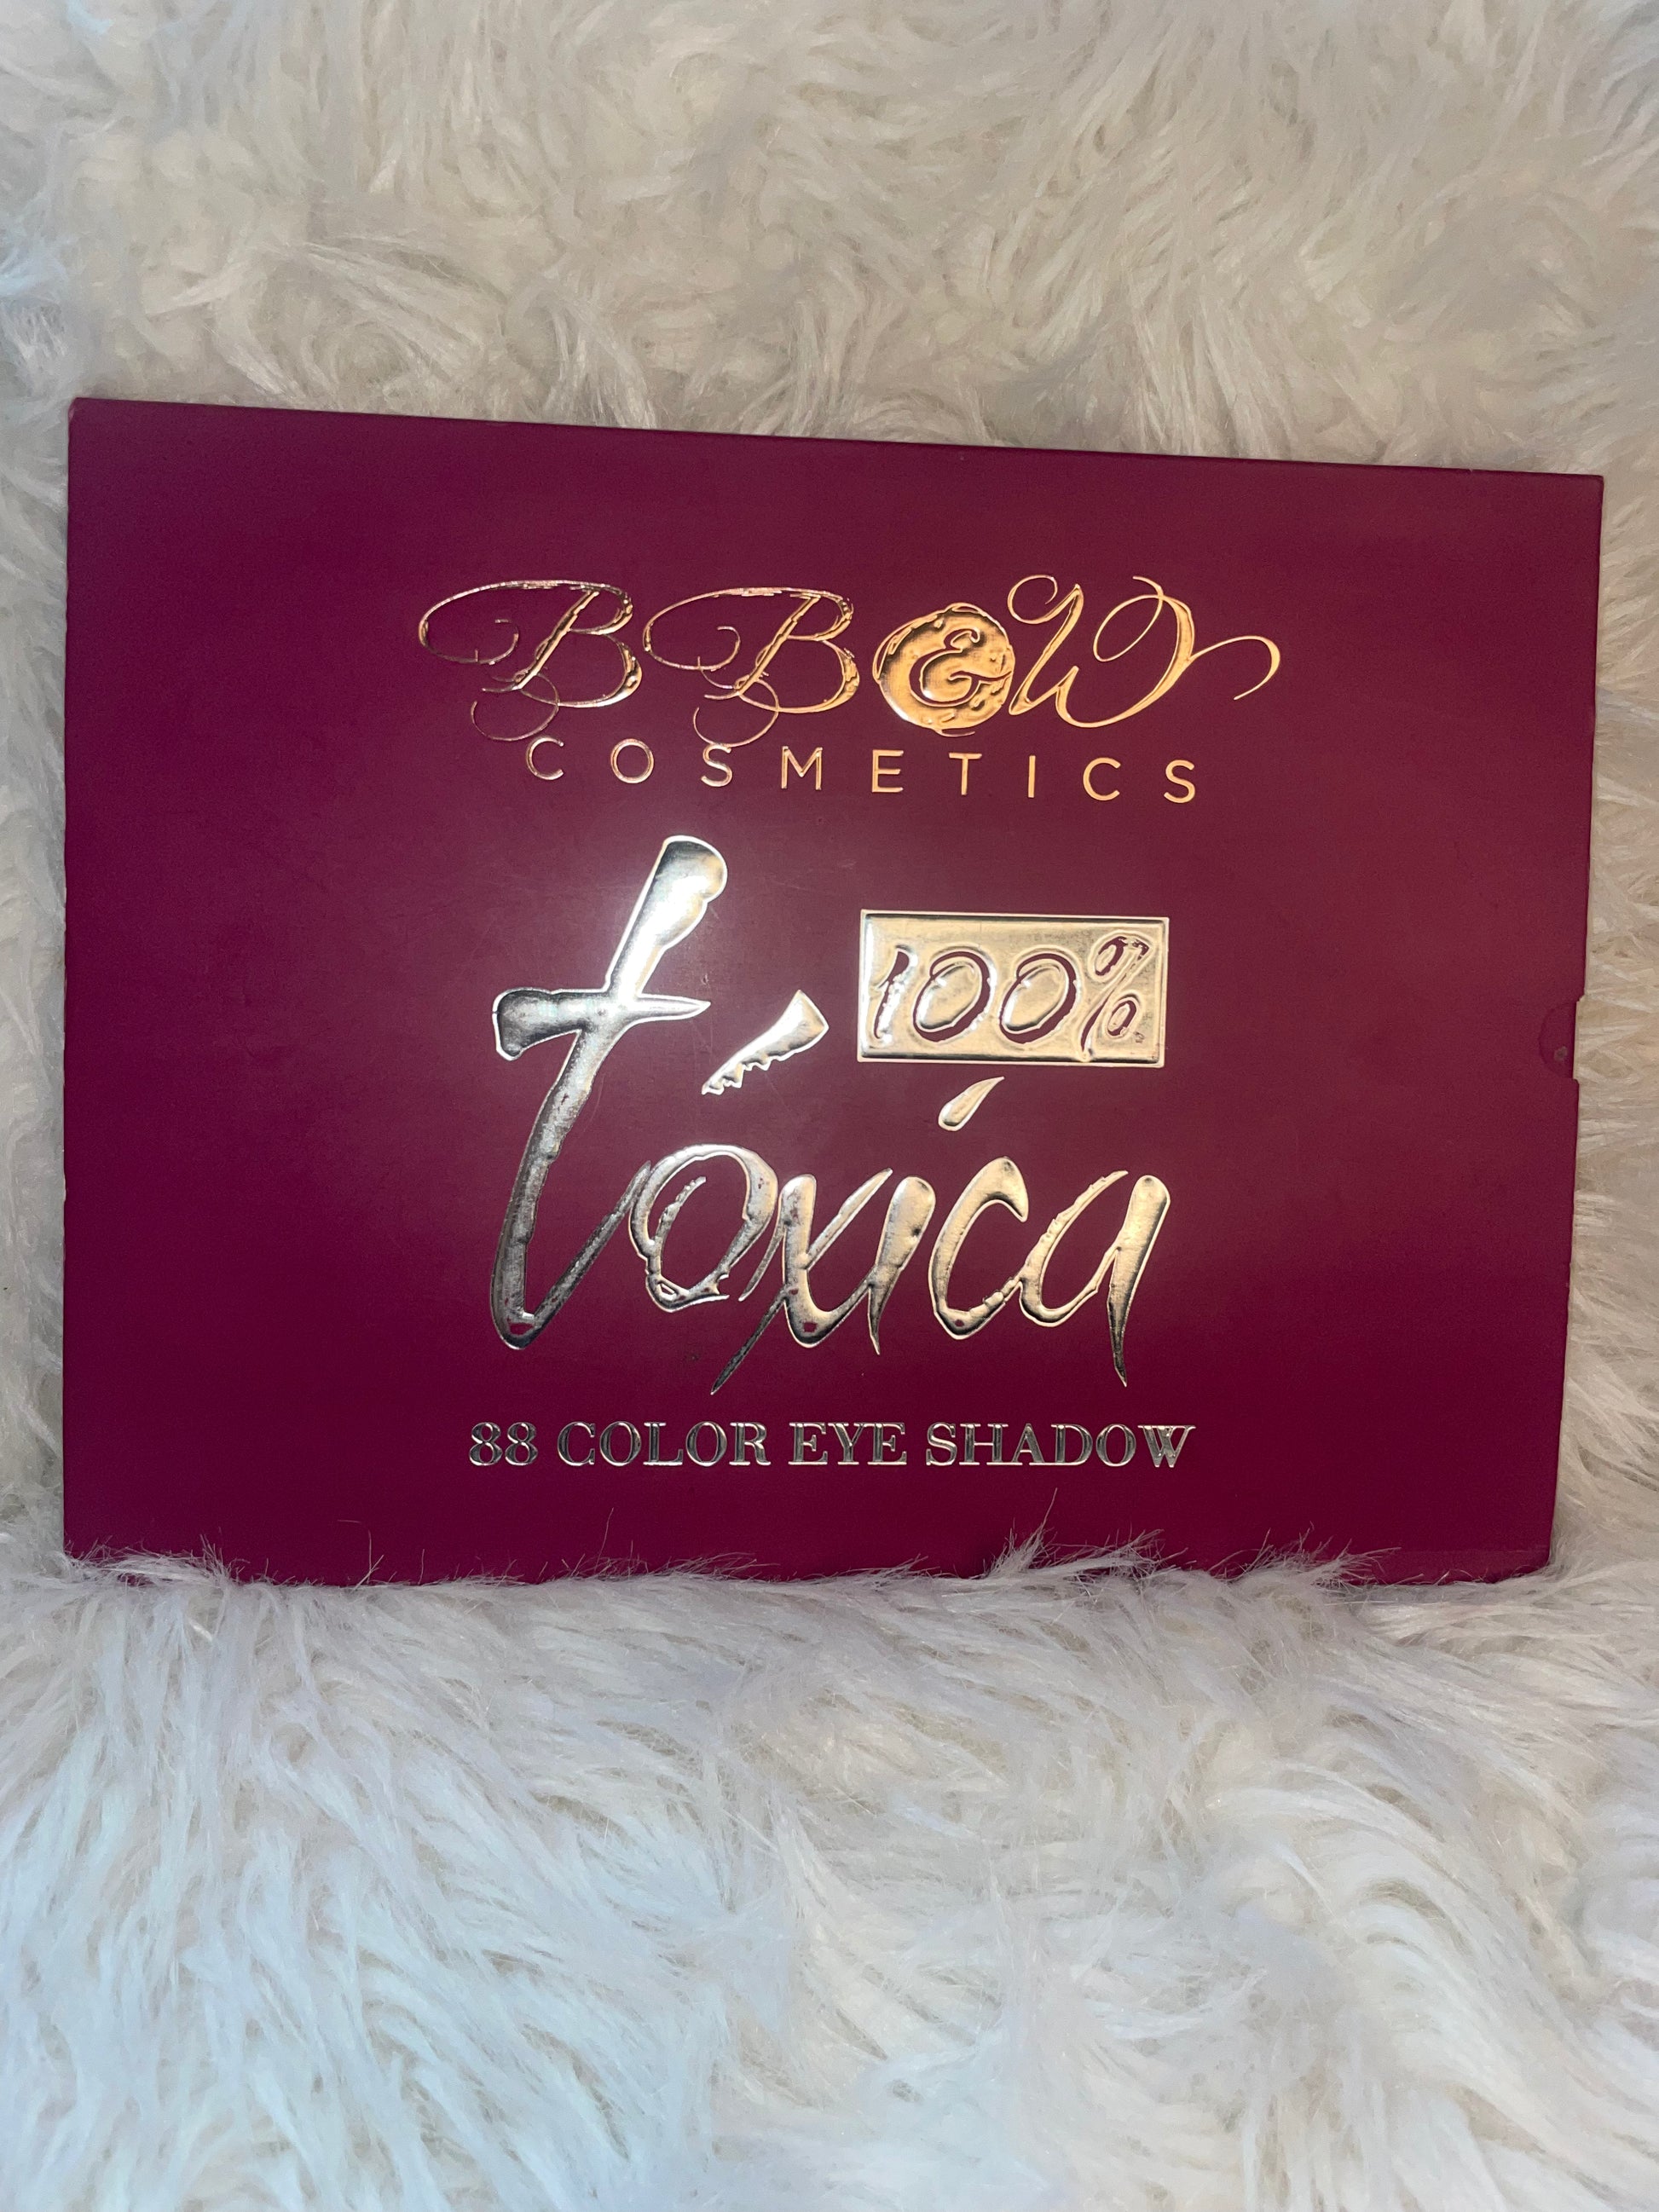 BB&W
COSMETICS
100%
tóxica
88 COLOR EYE SHADOW